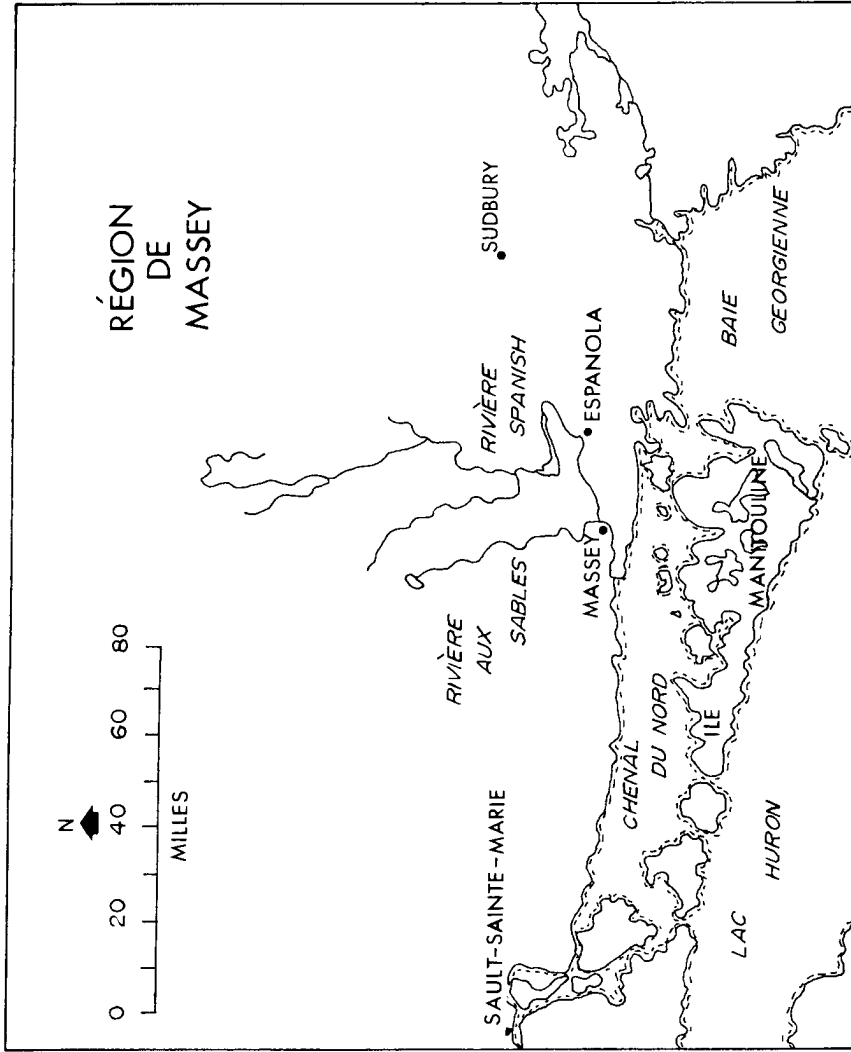 RÉGION
DE
MASSEY
N
0 20 40 60 80
MILLES
SAULT-SAINTE-MARIE
RIVIÈRE
AUX
SABLES
RIVIÈRE
SPANISH
SUDBURY
MASSEY
ESPANOLA
CHENAL
DU NORD
ILE
MANITOULINE
LAC
HURON
BAIE
GEORGIENNE